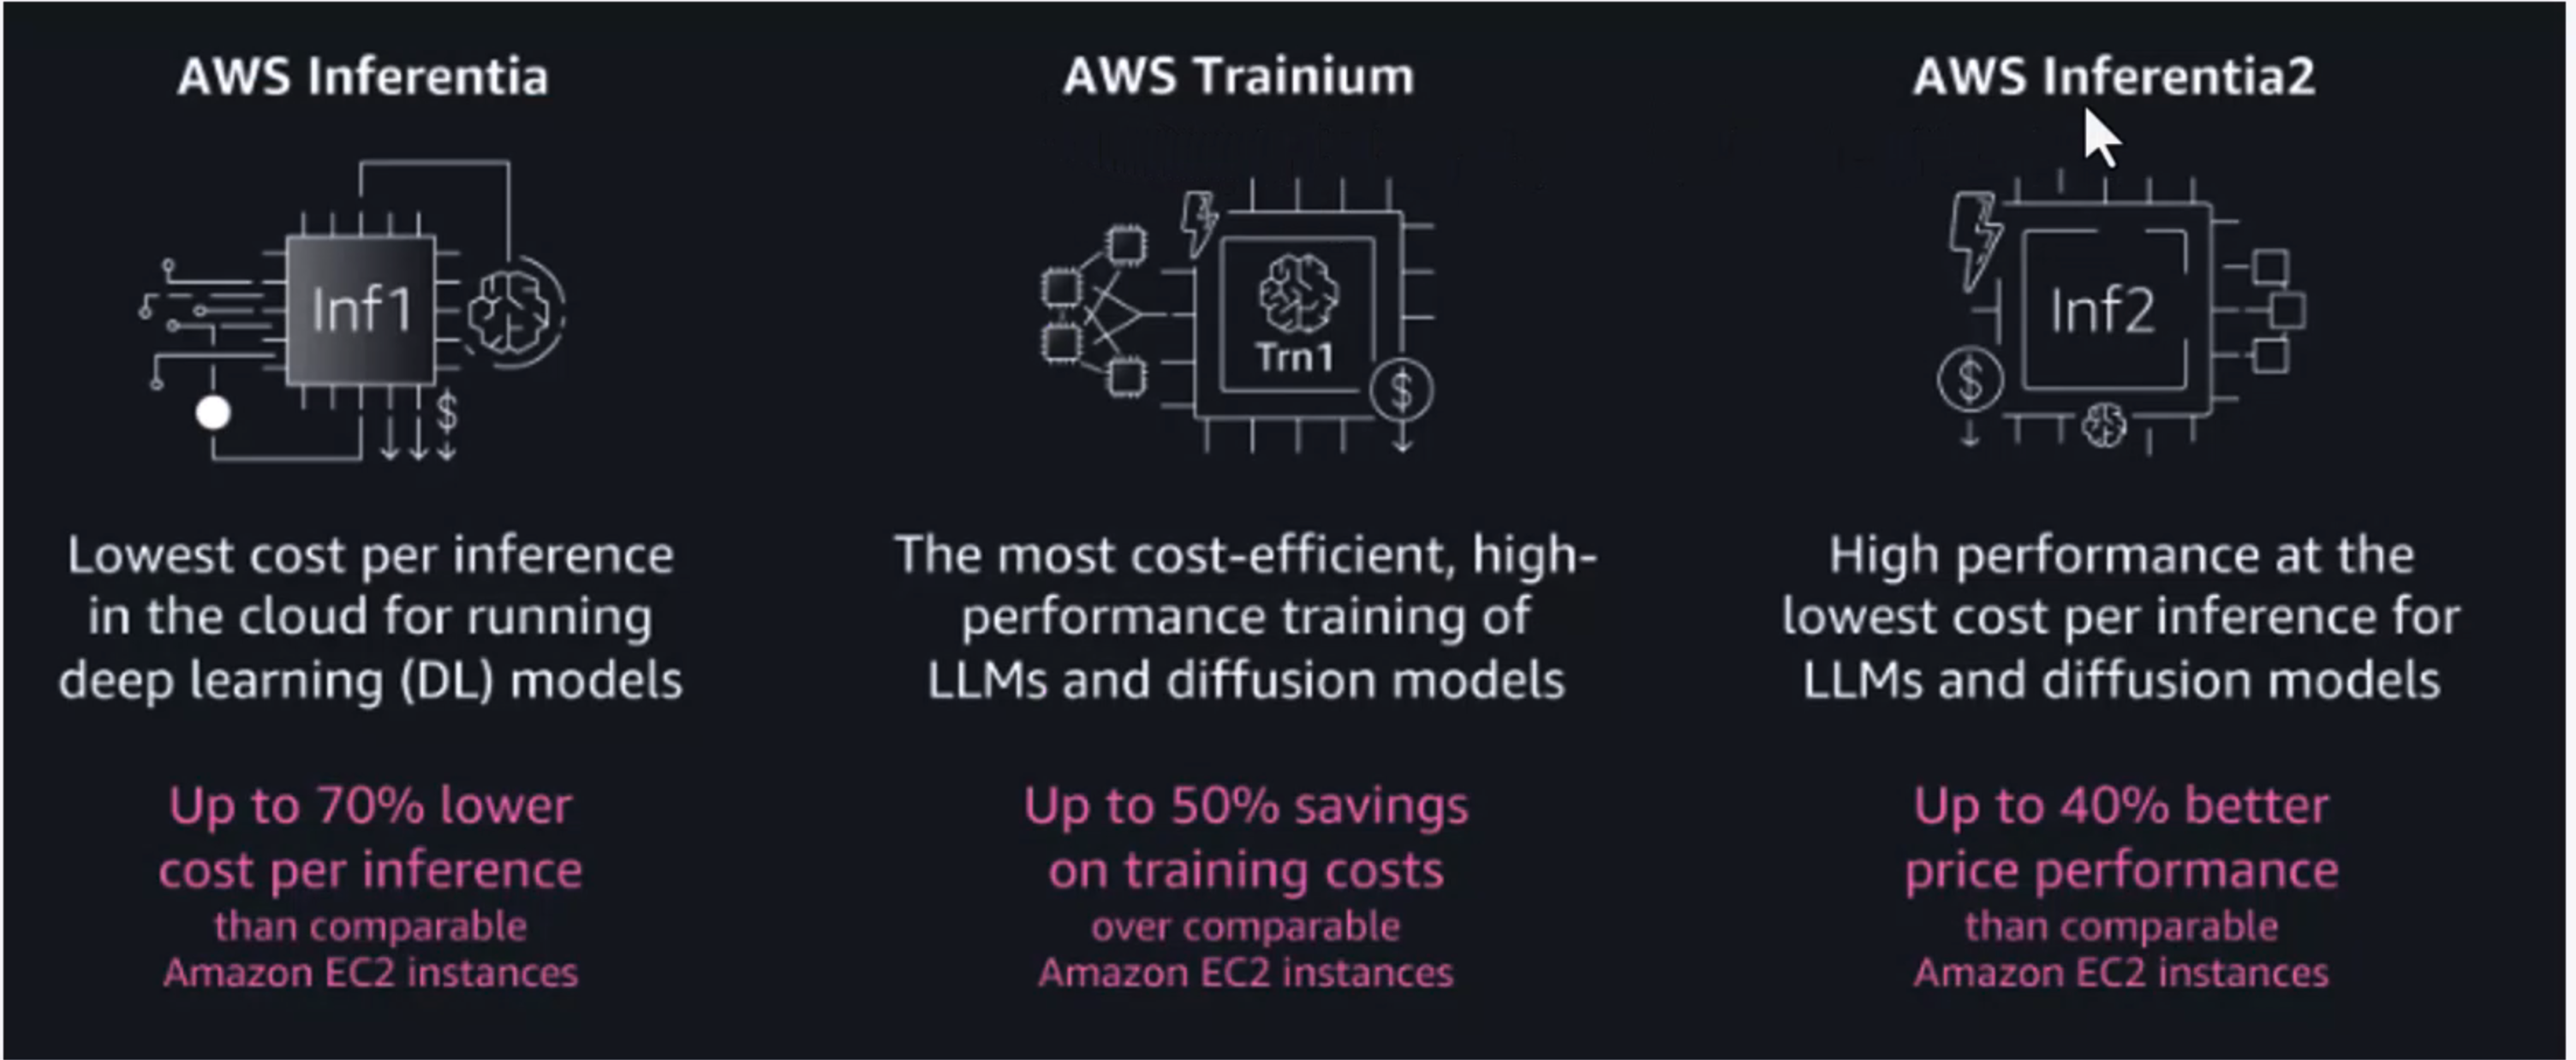 AWS Inferentia
Inf1
$
Lowest cost per inference
in the cloud for running
deep learning (DL) models
Up to 70% lower
cost per inference
than comparable
Amazon EC2 instances
AWS Trainium
Trn1
$
The most cost-efficient, high-
performance training of
LLMs and diffusion models
Up to 50% savings
on training costs
over comparable
Amazon EC2 instances
AWS Inferentia2
Inf2
$
High performance at the
lowest cost per inference for
LLMs and diffusion models
Up to 40% better
price performance
than comparable
Amazon EC2 instances